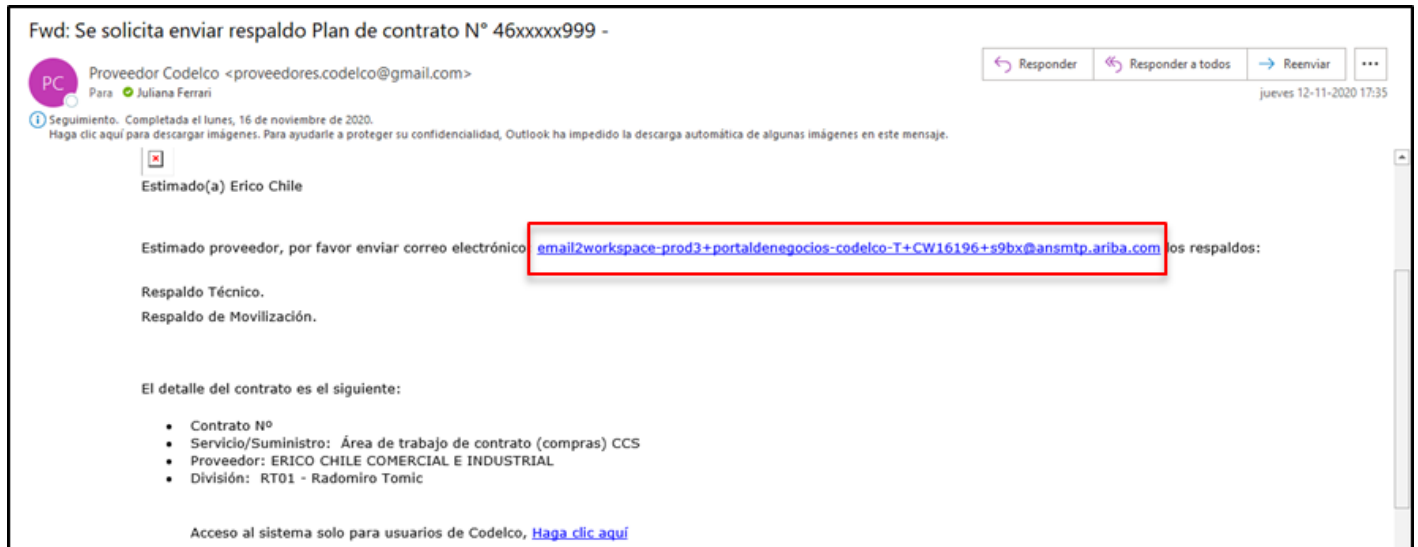 Fwd: Se solicita enviar respaldo Plan de contrato N° 46xxxxx999 -
PC
Proveedor Codelco <proveedores.codelco@gmail.com>
Para Juliana Ferrari
Responder
Responder a todos
Reenviar
jueves 12-11-2020 17:35
Seguimiento. Completada el lunes, 16 de noviembre de 2020.
Haga clic aquí para descargar imágenes. Para ayudarle a proteger su confidencialidad, Outlook ha impedido la descarga automática de algunas imágenes en este mensaje.
Estimado(a) Erico Chile
Estimado proveedor, por favor enviar correo electrónico email2workspace-prod3+portaldenegocios-codelco-T+CW16196+s9bx@ansmtp.ariba.com los respaldos:
Respaldo Técnico.
Respaldo de Movilización.
El detalle del contrato es el siguiente:
• Contrato Nº
• Servicio/Suministro: Área de trabajo de contrato (compras) CCS
• Proveedor: ERICO CHILE COMERCIAL E INDUSTRIAL
• División: RT01 - Radomiro Tomic
Acceso al sistema solo para usuarios de Codelco, Haga clic aquí